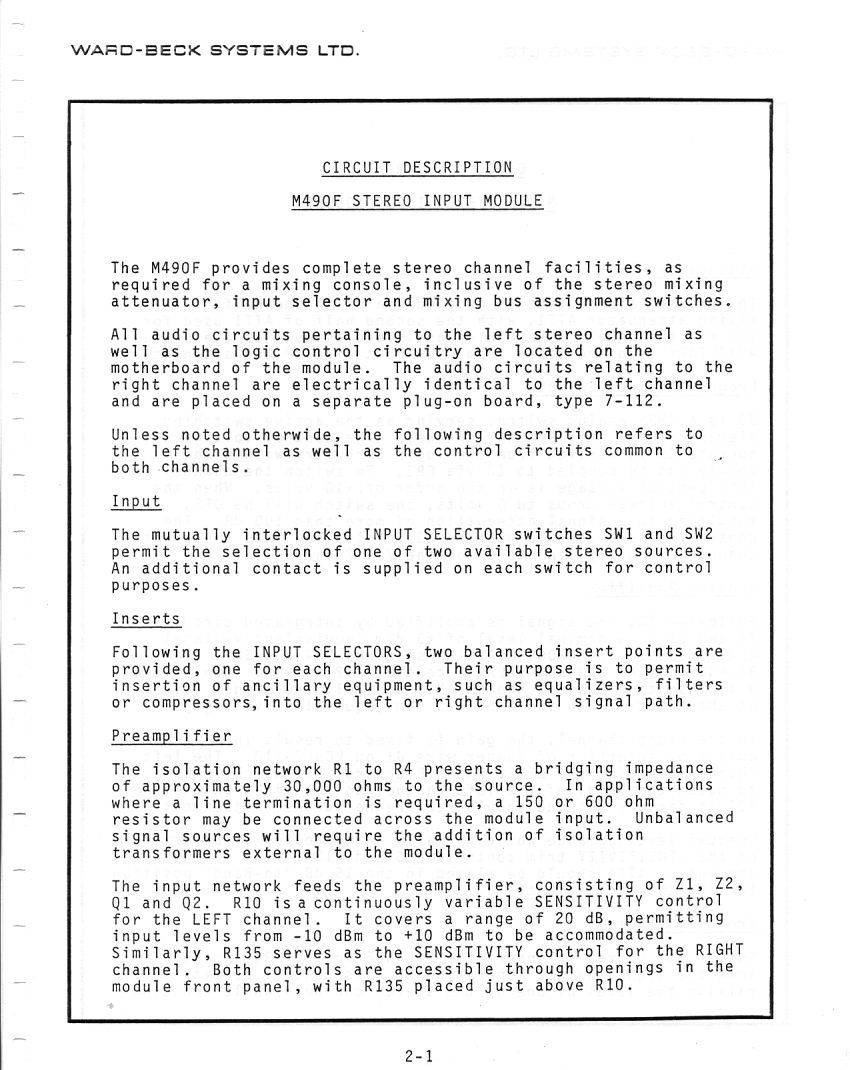 WARD-BECK SYSTEMS LTD.
CIRCUIT DESCRIPTION
M490F STEREO INPUT MODULE
The M490F provides complete stereo channel facilities, as
required for a mixing console, inclusive of the stereo mixing
attenuator, input selector and mixing bus assignment switches.
All audio circuits pertaining to the left stereo channel as
well as the logic control circuitry are located on the
motherboard of the module. The audio circuits relating to the
right channel are electrically identical to the left channel
and are placed on a separate plug-on board, type 7-112.
Unless noted otherwide, the following description refers to
the left channel as well as the control circuits common to
both channels.
Input
The mutually interlocked INPUT SELECTOR switches SW1 and SW2
permit the selection of one of two available stereo sources.
An additional contact is supplied on each switch for control
purposes.
Inserts
Following the INPUT SELECTORS, two balanced insert points are
provided, one for each channel. Their purpose is to permit
insertion of ancillary equipment, such as equalizers, filters
or compressors, into the left or right channel signal path.
Preamplifier
The isolation network R1 to R4 presents a bridging impedance
of approximately 30,000 ohms to the source. In applications
where a line termination is required, a 150 or 600 ohm
resistor may be connected across the module input. Unbalanced
signal sources will require the addition of isolation
transformers external to the module.
The input network feeds the preamplifier, consisting of Z1, Z2,
Q1 and Q2. R10 is a continuously variable SENSITIVITY control
for the LEFT channel. It covers a range of 20 dB, permitting
input levels from -10 dBm to +10 dBm to be accommodated.
Similarly, R135 serves as the SENSITIVITY control for the RIGHT
channel. Both controls are accessible through openings in the
module front panel, with R135 placed just above R10.
2-1